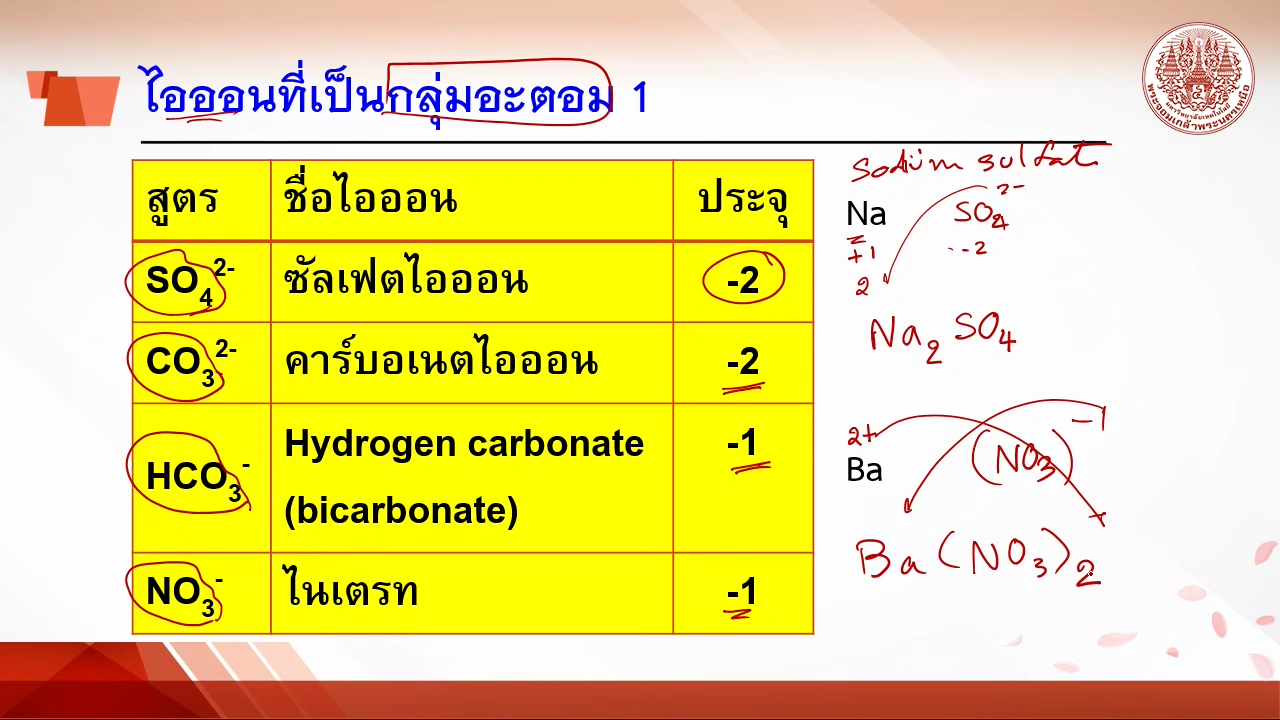 ไอออนที่เป็นกลุ่มอะตอม 1
สูตร ชื่อไอออน ประจุ
SO₄²⁻ ซัลเฟตไอออน -2
CO₃²⁻ คาร์บอเนตไอออน -2
HCO₃⁻ Hydrogen carbonate (bicarbonate) -1
NO₃⁻ ไนเตรท -1
Sodium sulfate
2-
Na SO₄
+1 -2
2
Na₂SO₄
2+ -1
Ba (NO₃)
Ba(NO₃)₂